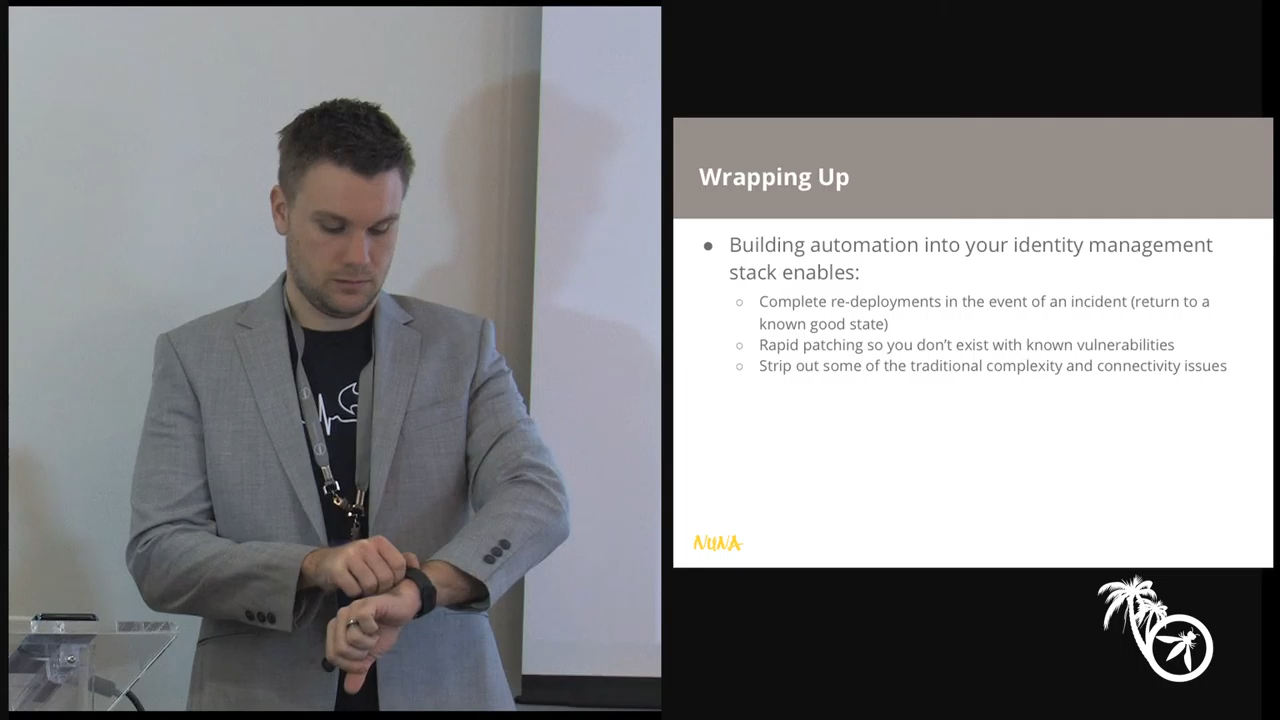 Wrapping Up
● Building automation into your identity management
stack enables:
○ Complete re-deployments in the event of an incident (return to a
known good state)
○ Rapid patching so you don’t exist with known vulnerabilities
○ Strip out some of the traditional complexity and connectivity issues
NUNA